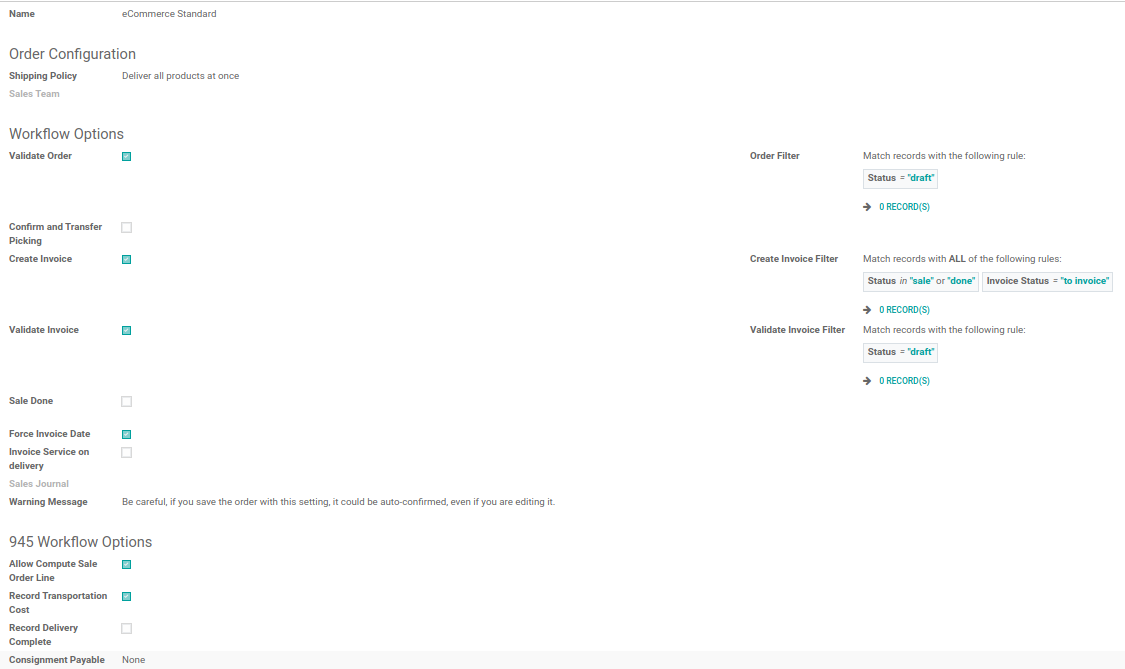 Name eCommerce Standard
Order Configuration
Shipping Policy Deliver all products at once
Sales Team
Workflow Options
Validate Order Order Filter Match records with the following rule:
Status = "draft"
0 RECORD(S)
Confirm and Transfer
Picking
Create Invoice Create Invoice Filter Match records with ALL of the following rules:
Status in "sale" or "done" Invoice Status = "to invoice"
0 RECORD(S)
Validate Invoice Validate Invoice Filter Match records with the following rule:
Status = "draft"
0 RECORD(S)
Sale Done
Force Invoice Date
Invoice Service on
delivery
Sales Journal
Warning Message Be careful, if you save the order with this setting, it could be auto-confirmed, even if you are editing it.
945 Workflow Options
Allow Compute Sale
Order Line
Record Transportation
Cost
Record Delivery
Complete
Consignment Payable None